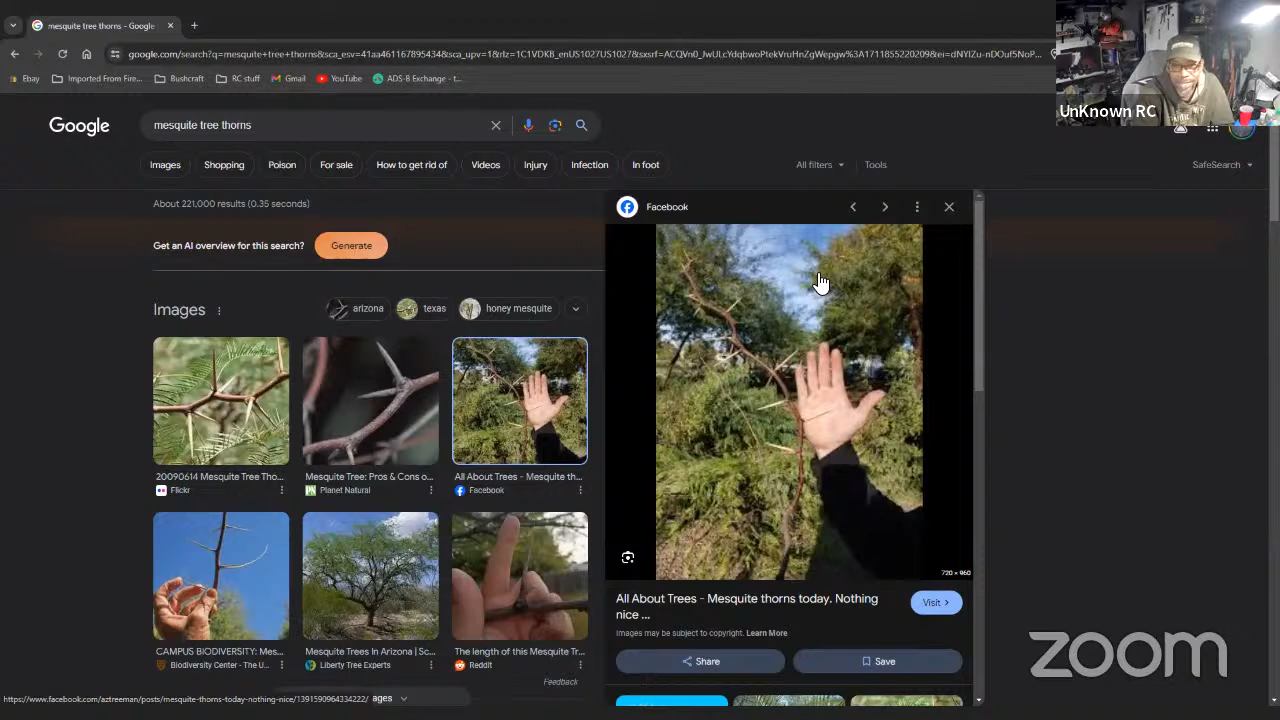 mesquite tree thorns - Google
Ebay
Imported From Fire...
Bushcraft
RC stuff
Gmail
YouTube
ADS-B Exchange - t...
UnKnown RC
Google
mesquite tree thorns
Images
Shopping
Poison
For sale
How to get rid of
Videos
Injury
Infection
In foot
All filters
Tools
SafeSearch
About 221,000 results (0.35 seconds)
Facebook
Get an AI overview for this search?
Generate
Images
arizona
texas
honey mesquite
20090614 Mesquite Tree Tho...
Flickr
Mesquite Tree: Pros & Cons o...
Planet Natural
All About Trees - Mesquite th...
Facebook
720 × 960
All About Trees - Mesquite thorns today. Nothing
nice ...
Visit
Images may be subject to copyright. Learn More
CAMPUS BIODIVERSITY: Mes...
Biodiversity Center - The U...
Mesquite Trees In Arizona | Sc...
Liberty Tree Experts
The length of this Mesquite Tr...
Reddit
Share
Save
Feedback
https://www.facebook.com/aztreeman/posts/mesquite-thorns-today-nothing-nice/1391590964334222/
ages
zoom